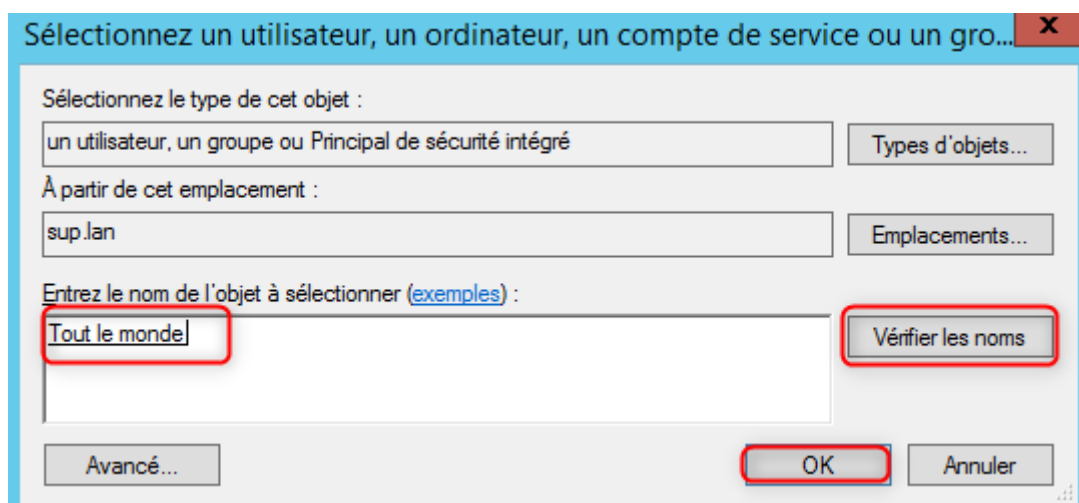 Sélectionnez un utilisateur, un ordinateur, un compte de service ou un gro...
x
Sélectionnez le type de cet objet :
un utilisateur, un groupe ou Principal de sécurité intégré
Types d'objets...
À partir de cet emplacement :
sup.lan
Emplacements...
Entrez le nom de l'objet à sélectionner (exemples) :
Tout le monde
Vérifier les noms
Avancé...
OK
Annuler